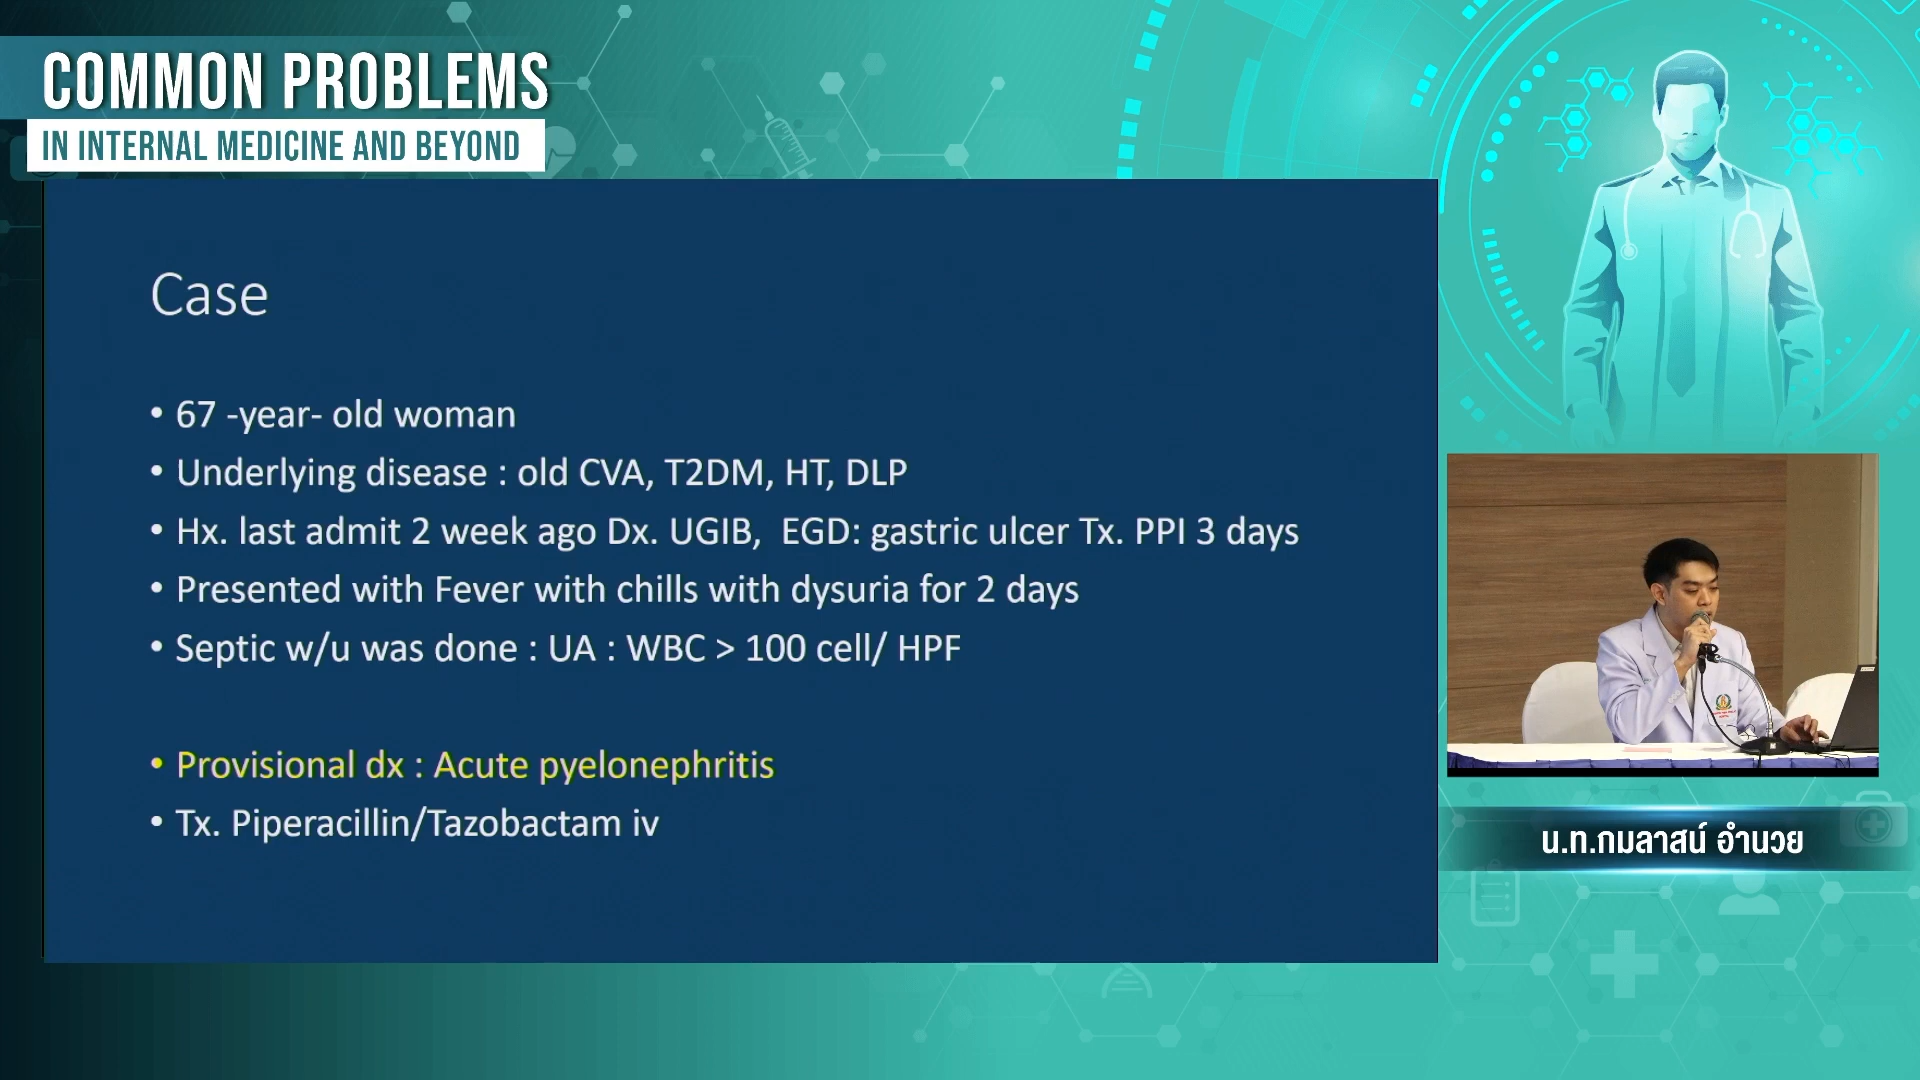 COMMON PROBLEMS
IN INTERNAL MEDICINE AND BEYOND
Case
• 67 -year- old woman
• Underlying disease : old CVA, T2DM, HT, DLP
• Hx. last admit 2 week ago Dx. UGIB,  EGD: gastric ulcer Tx. PPI 3 days
• Presented with Fever with chills with dysuria for 2 days
• Septic w/u was done : UA : WBC > 100 cell/ HPF
• Provisional dx : Acute pyelonephritis
• Tx. Piperacillin/Tazobactam iv
น.ท.กมลาสน์ อำนวย